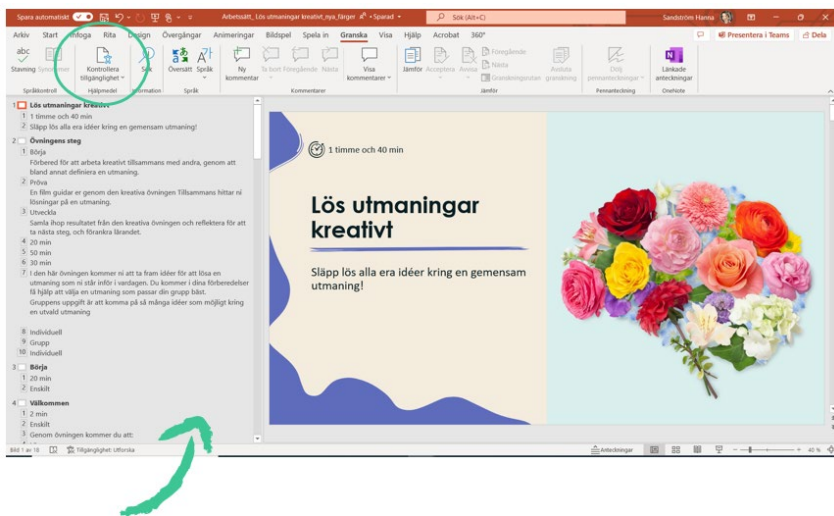 Spara automatiskt
Arbetssätt_Lös utmaningar kreativt_nya_färger
• Sparad
Sök (Alt+C)
Sandström Hanna
Arkiv Start Infoga Rita Design Övergångar Animeringar Bildspel Spela in Granska Visa Hjälp Acrobat 360°
Presentera i Teams
Dela
Stavning Synonymer
Kontrollera tillgänglighet
Sök
Översätt Språk
Ny kommentar
Ta bort Föregående Nästa
Visa kommentarer
Jämför Acceptera Avvisa
Föregående
Nästa
Granskningsrutan
Avsluta granskning
Dölj pennanteckningar
Länkade anteckningar
Språkkontroll Hjälpmedel Information Språk Kommentarer Jämför Pennanteckning OneNote
1 Lös utmaningar kreativt
1 1 timme och 40 min
2 Släpp lös alla era idéer kring en gemensam utmaning!
2 Övningens steg
1 Börja
Förbered för att arbeta kreativt tillsammans med andra, genom att
bland annat definiera en utmaning.
2 Pröva
En film guidar er genom den kreativa övningen Tillsammans hittar ni
lösningar på en utmaning.
3 Utveckla
Samla ihop resultatet från den kreativa övningen och reflektera för att
ta nästa steg, och förankra lärandet.
4 20 min
5 50 min
6 30 min
7 I den här övningen kommer ni att ta fram idéer för att lösa en
utmaning som ni står inför i vardagen. Du kommer i dina förberedelser
få hjälp att välja en utmaning som passar din grupp bäst.
Gruppens uppgift är att komma på så många idéer som möjligt kring
en utvald utmaning
8 Individuell
9 Grupp
10 Individuell
3 Börja
1 20 min
2 Enskilt
4 Välkommen
1 2 min
2 Enskilt
3 Genom övningen kommer du att:
1 timme och 40 min
Lös utmaningar
kreativt
Släpp lös alla era idéer kring en gemensam
utmaning!
Bild 1 av 18
Tillgänglighet: Utforska
Anteckningar
40 %